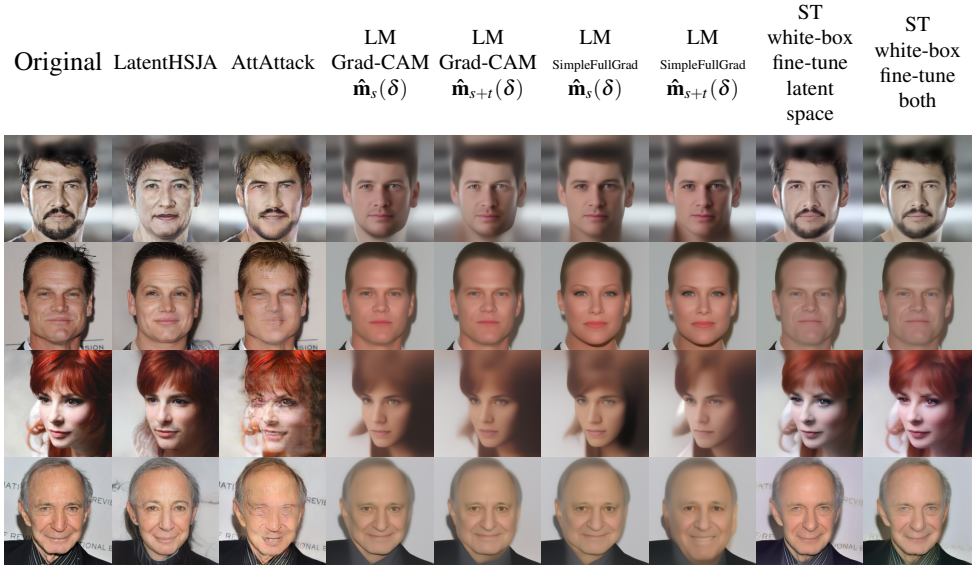 Original
LatentHSJA
AttAttack
LM
Grad-CAM
m̂ₛ(δ)
LM
Grad-CAM
m̂ₛ₊ₜ(δ)
LM
SimpleFullGrad
m̂ₛ(δ)
LM
SimpleFullGrad
m̂ₛ₊ₜ(δ)
ST
white-box
fine-tune
latent
space
ST
white-box
fine-tune
both